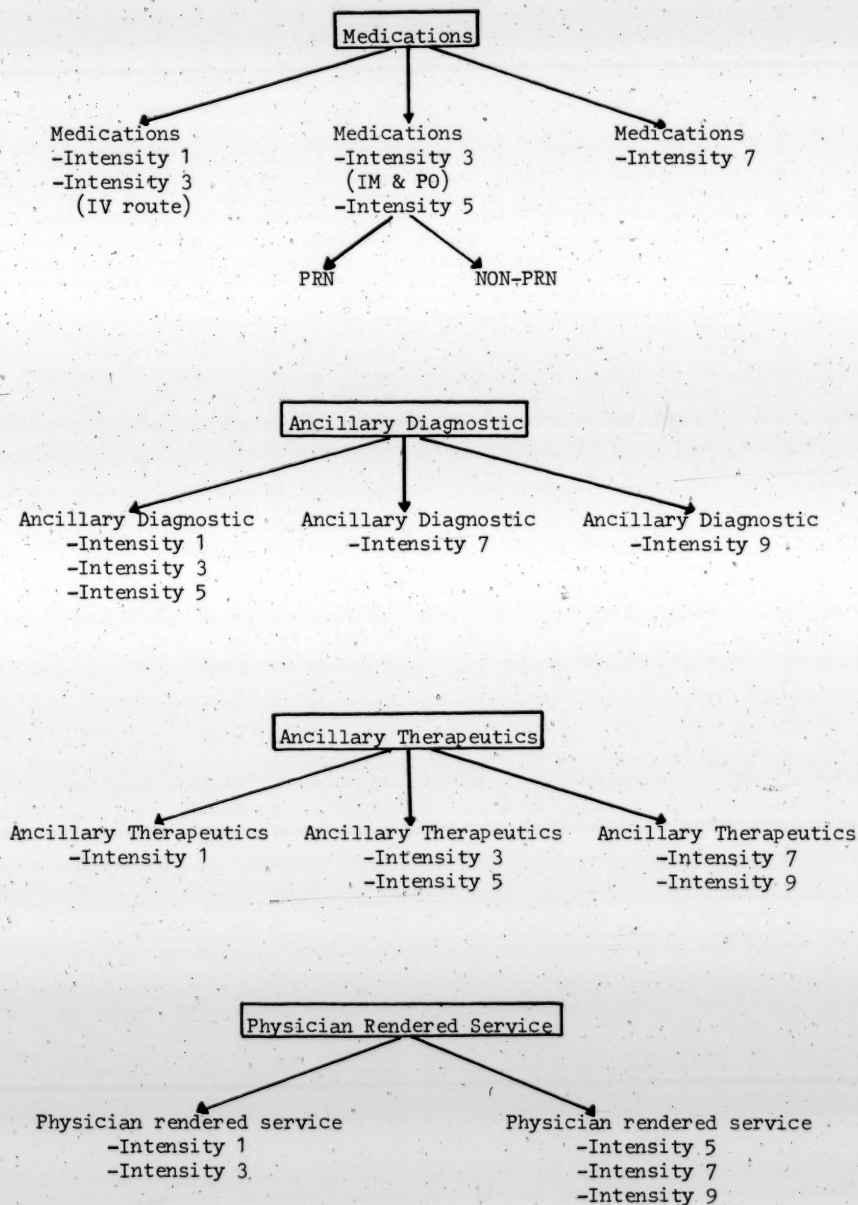 Medications
Medications
-Intensity 1
-Intensity 3
(IV route)
Medications
-Intensity 3
(IM & PO)
-Intensity 5
Medications
-Intensity 7
PRN
NON-PRN
Ancillary Diagnostic
Ancillary Diagnostic
-Intensity 1
-Intensity 3
-Intensity 5
Ancillary Diagnostic
-Intensity 7
Ancillary Diagnostic
-Intensity 9
Ancillary Therapeutics
Ancillary Therapeutics
-Intensity 1
Ancillary Therapeutics
-Intensity 3
-Intensity 5
Ancillary Therapeutics
-Intensity 7
-Intensity 9
Physician Rendered Service
Physician rendered service
-Intensity 1
-Intensity 3
Physician rendered service
-Intensity 5
-Intensity 7
-Intensity 9